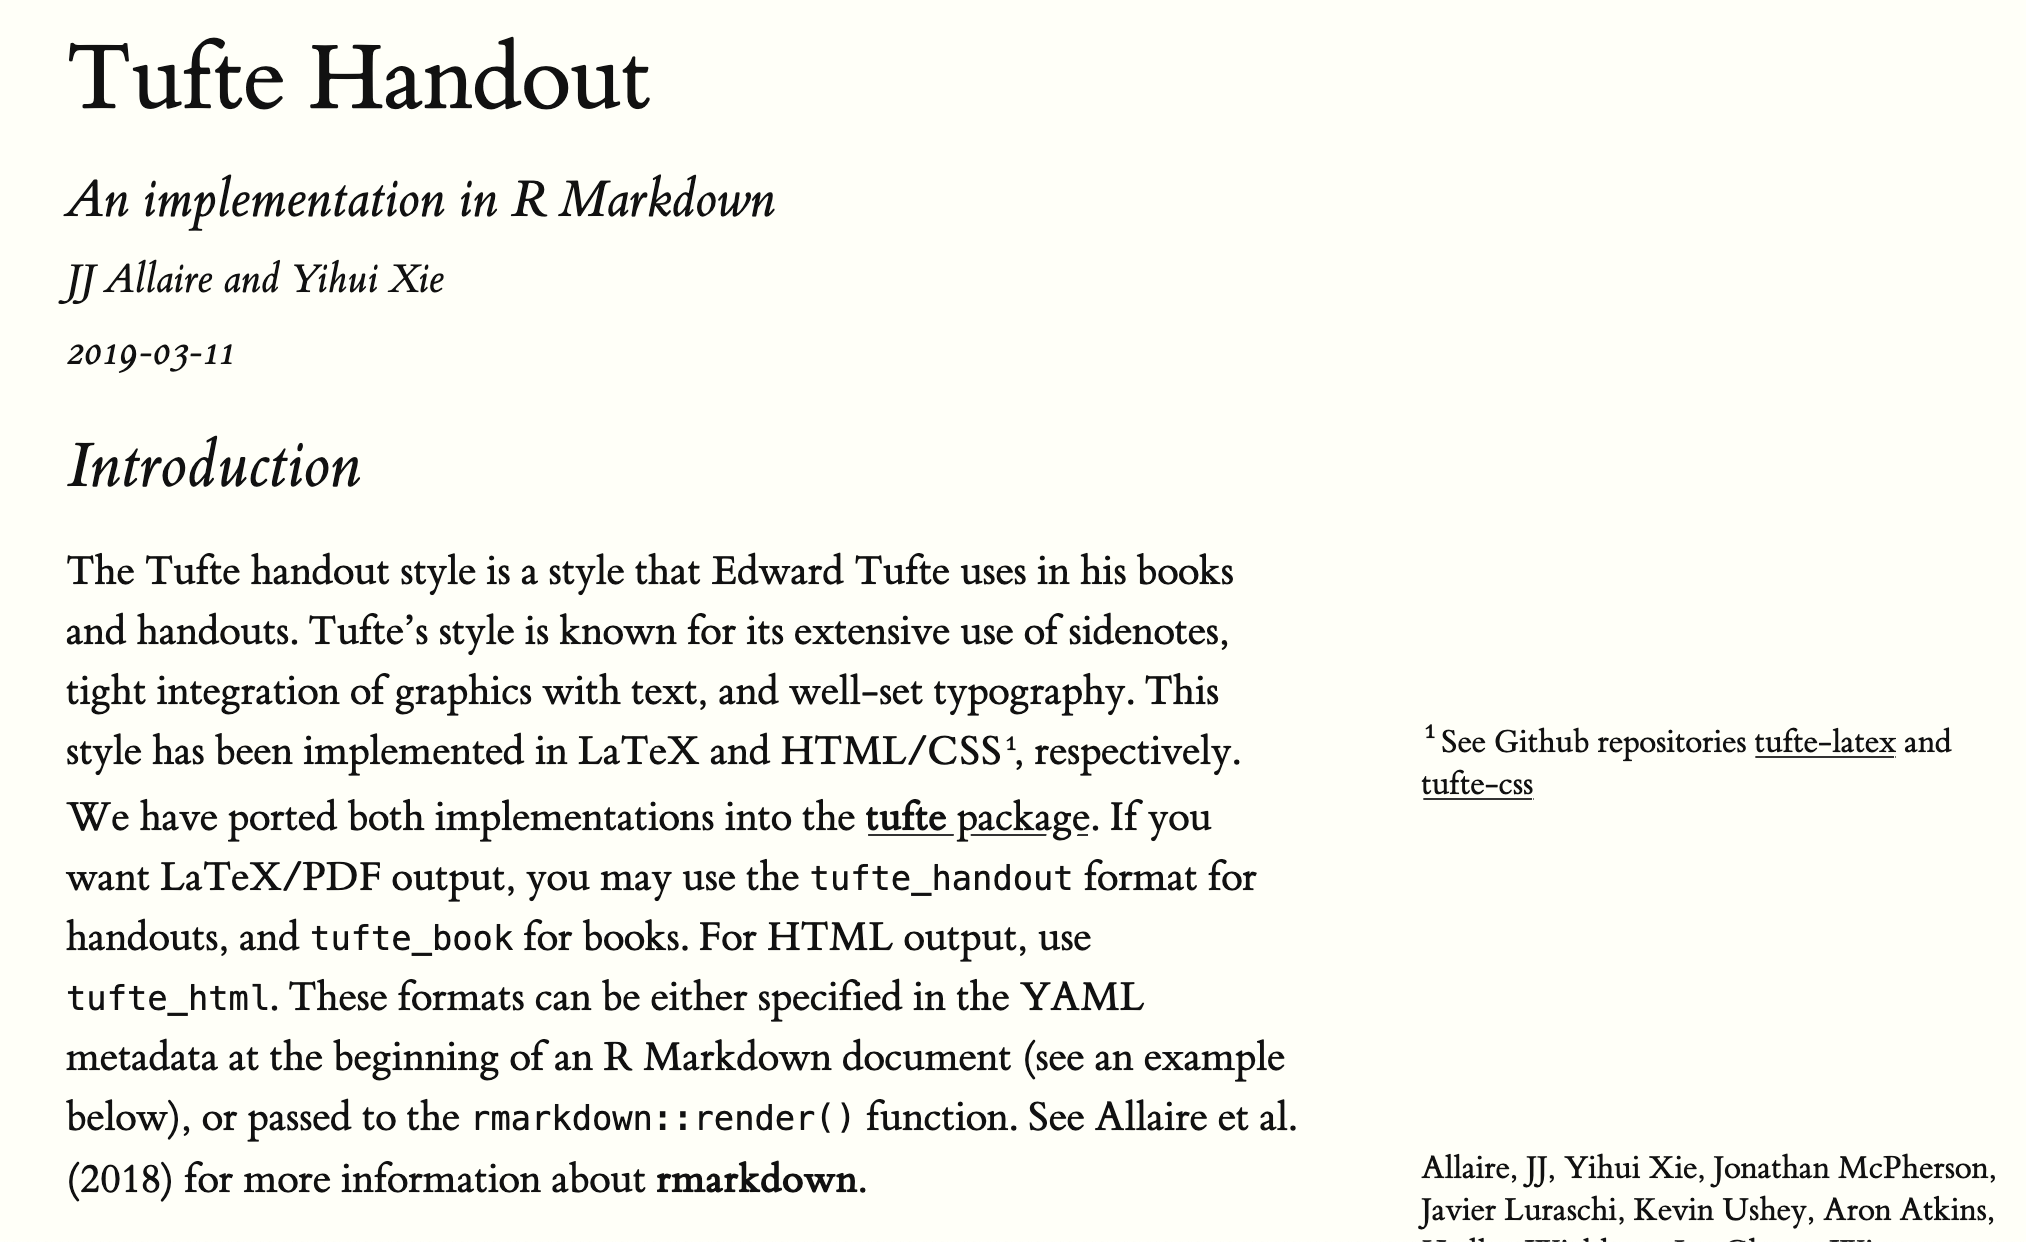 Tufte Handout
An implementation in R Markdown
JJ Allaire and Yihui Xie
2019-03-11
Introduction
The Tufte handout style is a style that Edward Tufte uses in his books
and handouts. Tufte’s style is known for its extensive use of sidenotes,
tight integration of graphics with text, and well-set typography. This
style has been implemented in LaTeX and HTML/CSS¹, respectively.
We have ported both implementations into the tufte package. If you
want LaTeX/PDF output, you may use the tufte_handout format for
handouts, and tufte_book for books. For HTML output, use
tufte_html. These formats can be either specified in the YAML
metadata at the beginning of an R Markdown document (see an example
below), or passed to the rmarkdown::render() function. See Allaire et al.
(2018) for more information about rmarkdown.
¹ See Github repositories tufte-latex and
tufte-css
Allaire, JJ, Yihui Xie, Jonathan McPherson,
Javier Luraschi, Kevin Ushey, Aron Atkins,